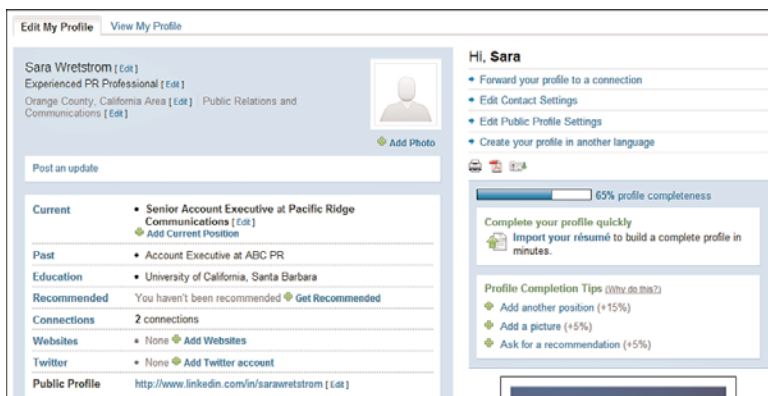 Edit My Profile
View My Profile
Sara Wretstrom [Edit]
Experienced PR Professional [Edit]
Orange County, California Area [Edit] | Public Relations and
Communications [Edit]
Add Photo
Post an update
Current
• Senior Account Executive at Pacific Ridge
Communications [Edit]
Add Current Position
Past
• Account Executive at ABC PR
Education
• University of California, Santa Barbara
Recommended
You haven't been recommended Get Recommended
Connections
2 connections
Websites
• None Add Websites
Twitter
• None Add Twitter account
Public Profile
http://www.linkedin.com/in/sarawretstrom [Edit]
Hi, Sara
Forward your profile to a connection
Edit Contact Settings
Edit Public Profile Settings
Create your profile in another language
65% profile completeness
Complete your profile quickly
Import your résumé to build a complete profile in
minutes.
Profile Completion Tips (Why do this?)
Add another position (+15%)
Add a picture (+5%)
Ask for a recommendation (+5%)